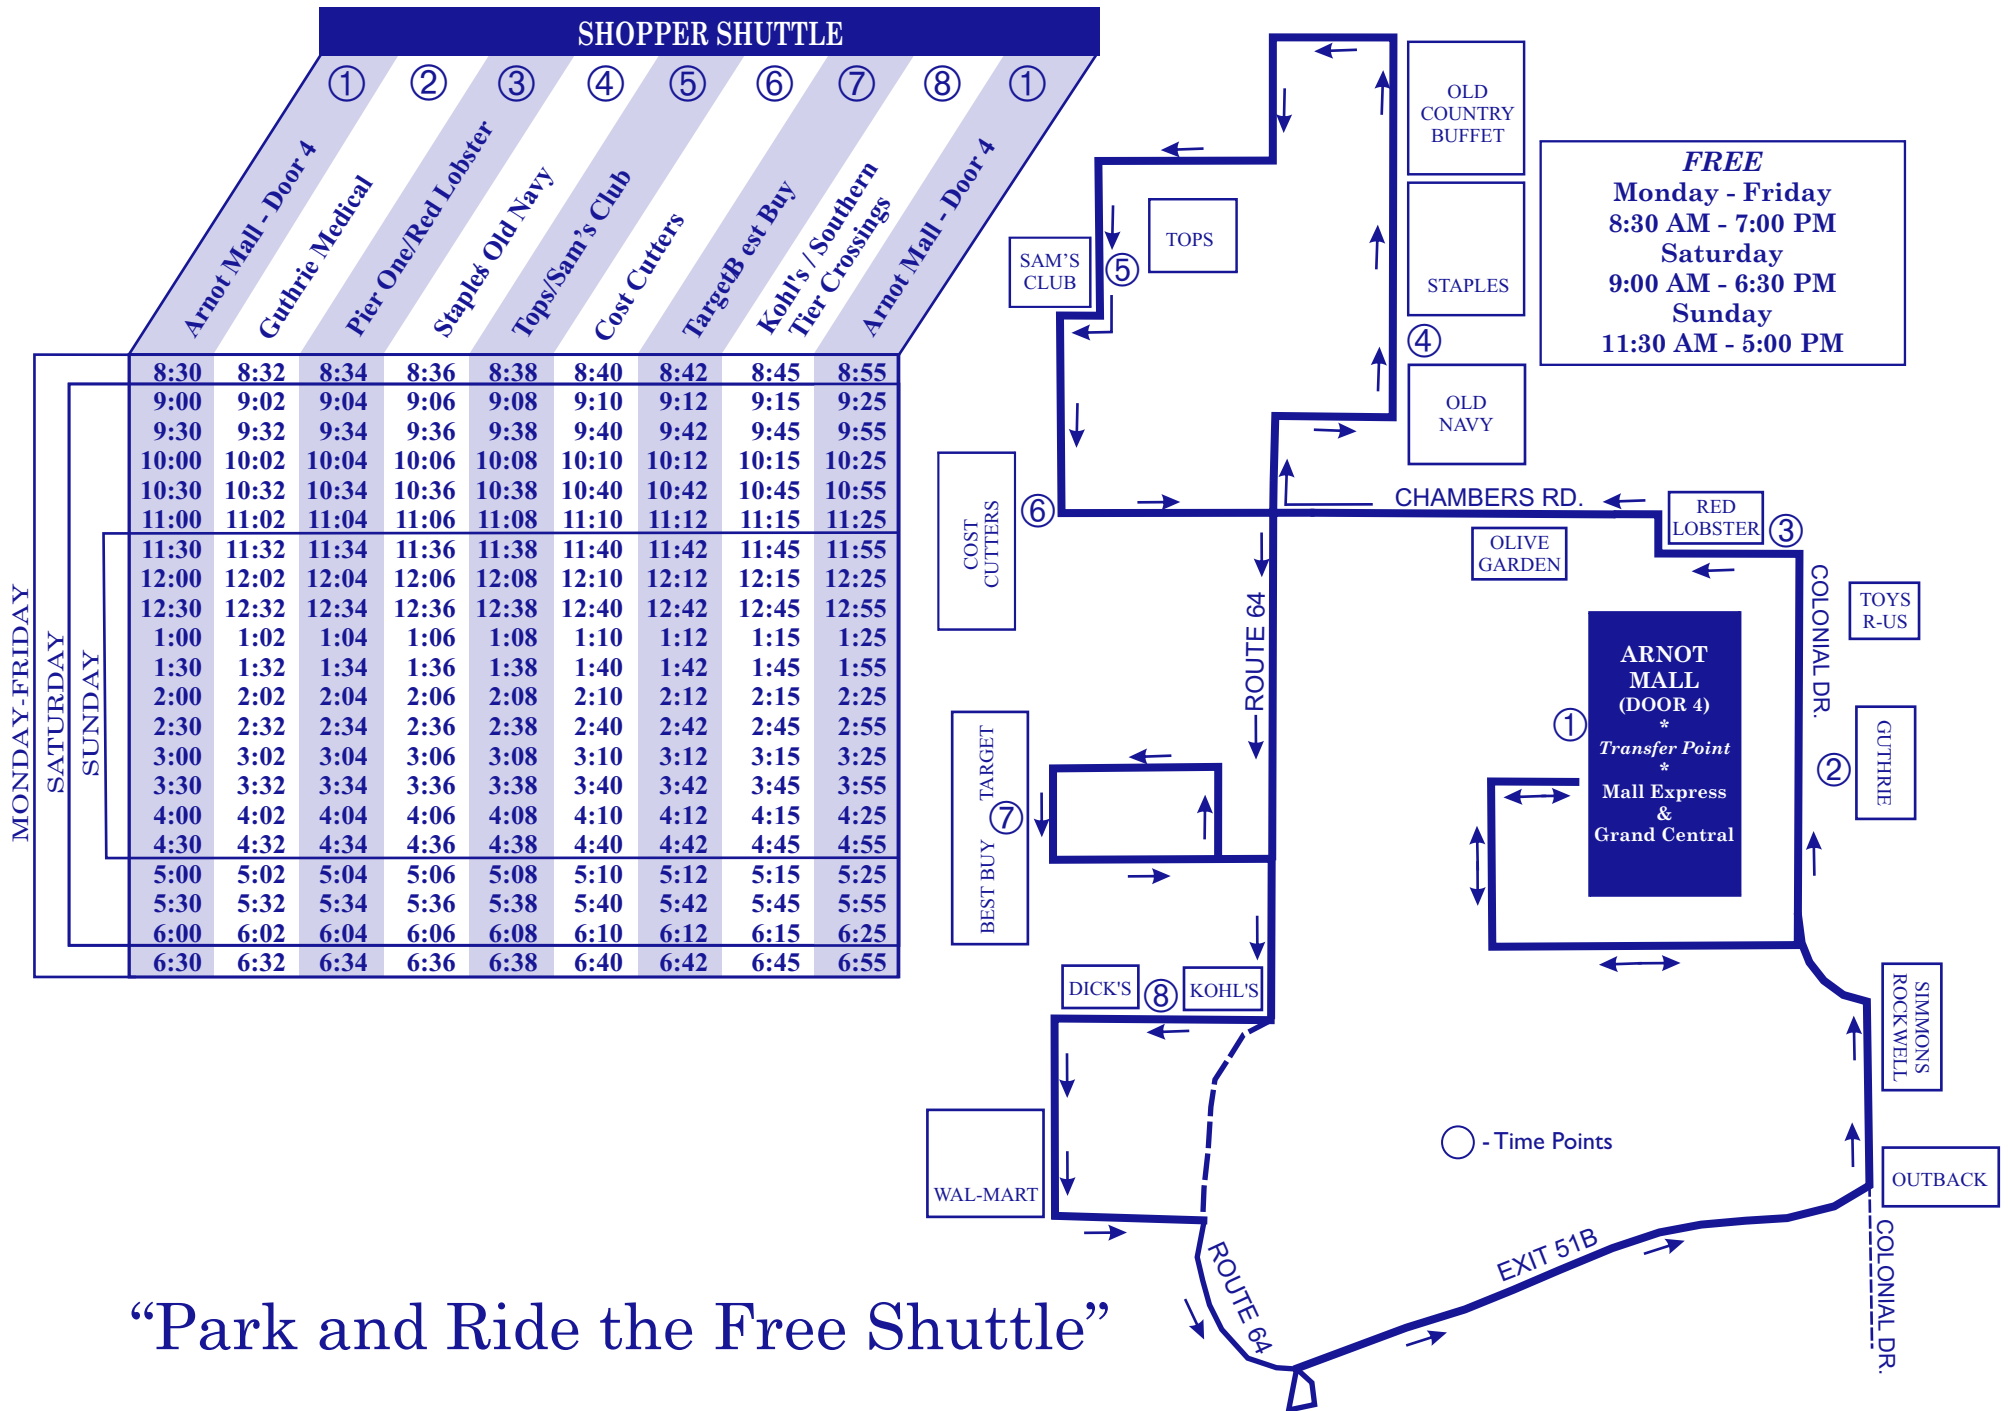 SHOPPER SHUTTLE
① ② ③ ④ ⑤ ⑥ ⑦ ⑧ ①
Arnot Mall - Door 4
Guthrie Medical
Pier One/Red Lobster
Staples/ Old Navy
Tops/Sam's Club
Cost Cutters
TargetB est Buy
Kohl's / Southern
Tier Crossings
Arnot Mall - Door 4
MONDAY-FRIDAY
SATURDAY
SUNDAY
8:30 8:32 8:34 8:36 8:38 8:40 8:42 8:45 8:55
9:00 9:02 9:04 9:06 9:08 9:10 9:12 9:15 9:25
9:30 9:32 9:34 9:36 9:38 9:40 9:42 9:45 9:55
10:00 10:02 10:04 10:06 10:08 10:10 10:12 10:15 10:25
10:30 10:32 10:34 10:36 10:38 10:40 10:42 10:45 10:55
11:00 11:02 11:04 11:06 11:08 11:10 11:12 11:15 11:25
11:30 11:32 11:34 11:36 11:38 11:40 11:42 11:45 11:55
12:00 12:02 12:04 12:06 12:08 12:10 12:12 12:15 12:25
12:30 12:32 12:34 12:36 12:38 12:40 12:42 12:45 12:55
1:00 1:02 1:04 1:06 1:08 1:10 1:12 1:15 1:25
1:30 1:32 1:34 1:36 1:38 1:40 1:42 1:45 1:55
2:00 2:02 2:04 2:06 2:08 2:10 2:12 2:15 2:25
2:30 2:32 2:34 2:36 2:38 2:40 2:42 2:45 2:55
3:00 3:02 3:04 3:06 3:08 3:10 3:12 3:15 3:25
3:30 3:32 3:34 3:36 3:38 3:40 3:42 3:45 3:55
4:00 4:02 4:04 4:06 4:08 4:10 4:12 4:15 4:25
4:30 4:32 4:34 4:36 4:38 4:40 4:42 4:45 4:55
5:00 5:02 5:04 5:06 5:08 5:10 5:12 5:15 5:25
5:30 5:32 5:34 5:36 5:38 5:40 5:42 5:45 5:55
6:00 6:02 6:04 6:06 6:08 6:10 6:12 6:15 6:25
6:30 6:32 6:34 6:36 6:38 6:40 6:42 6:45 6:55
"Park and Ride the Free Shuttle"
OLD
COUNTRY
BUFFET
STAPLES
④
OLD
NAVY
TOPS
SAM'S
CLUB
⑤
FREE
Monday - Friday
8:30 AM - 7:00 PM
Saturday
9:00 AM - 6:30 PM
Sunday
11:30 AM - 5:00 PM
COST
CUTTERS
⑥
CHAMBERS RD.
RED
LOBSTER
③
OLIVE
GARDEN
COLONIAL DR.
TOYS
R-US
ROUTE 64
①
ARNOT
MALL
(DOOR 4)
*
Transfer Point
*
Mall Express
&
Grand Central
②
GUTHRIE
BEST BUY TARGET
⑦
DICK'S
⑧
KOHL'S
SIMMONS
ROCKWELL
WAL-MART
- Time Points
OUTBACK
ROUTE 64
EXIT 51B
COLONIAL DR.